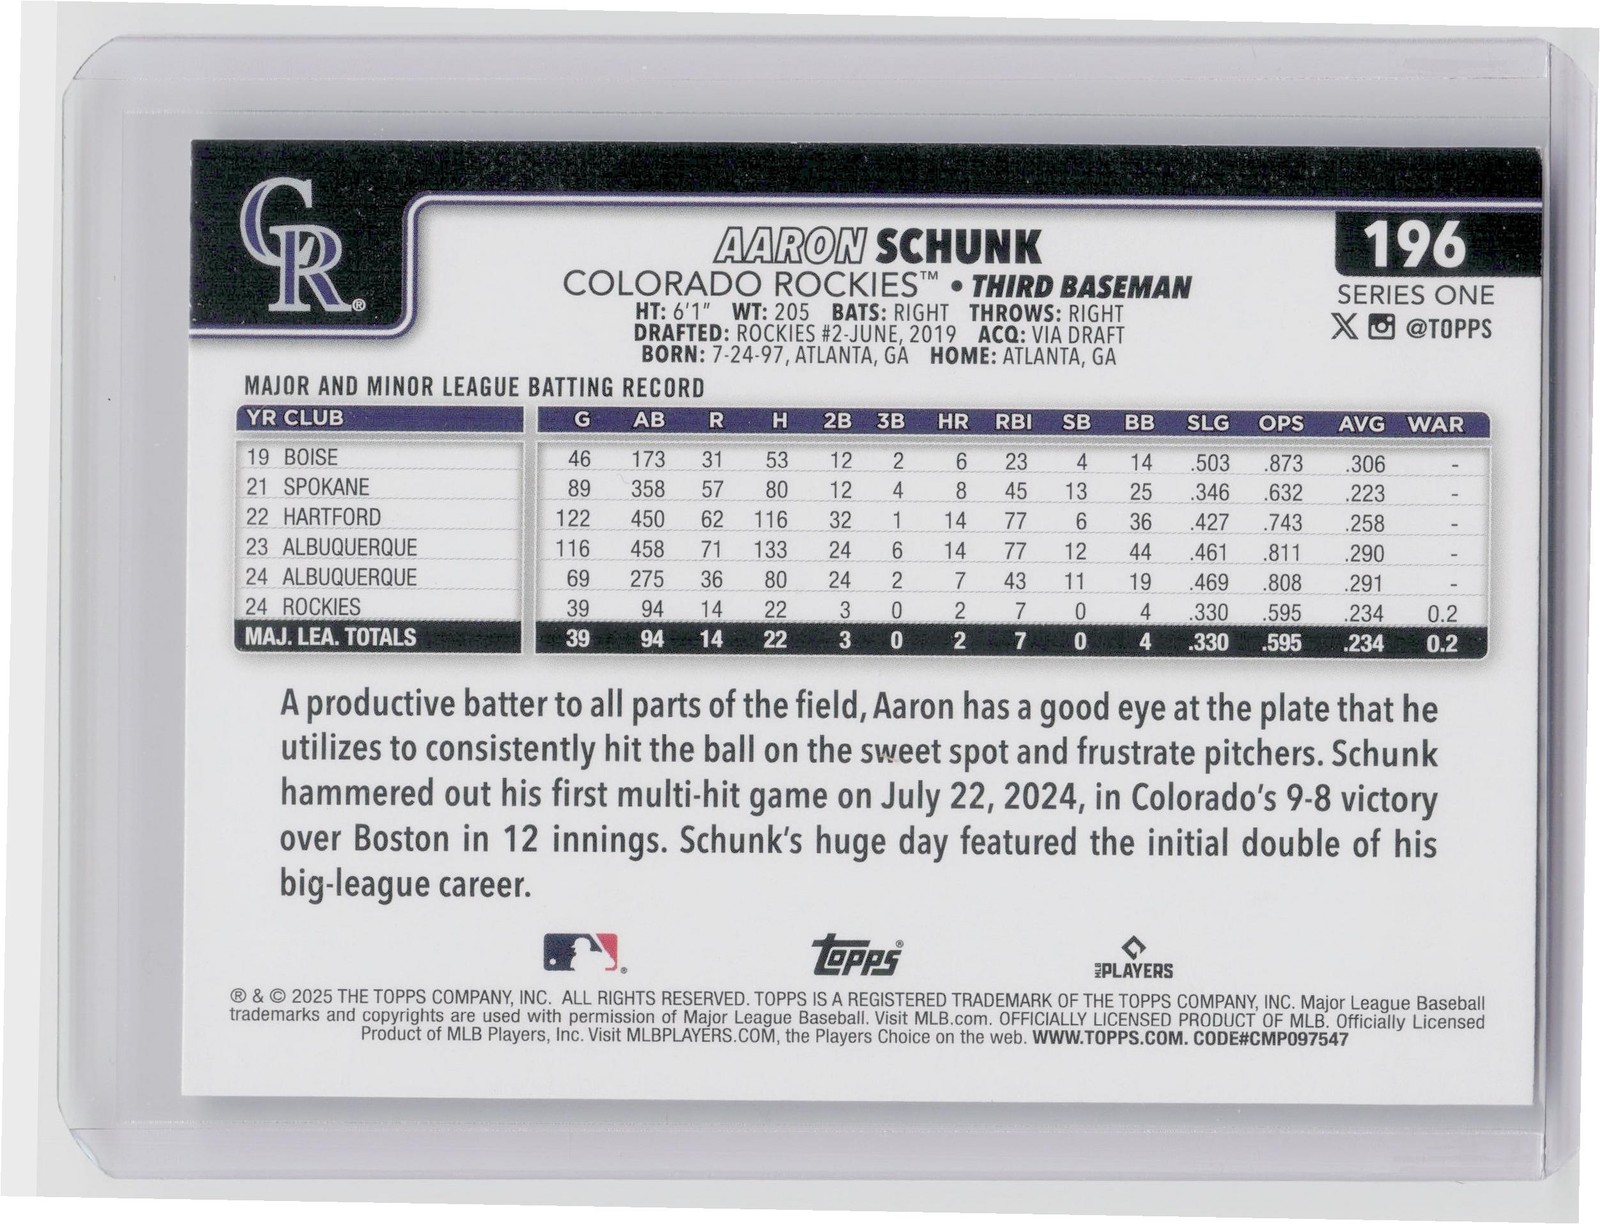 CR®
AARON SCHUNK
196
COLORADO ROCKIES™ • THIRD BASEMAN
SERIES ONE
HT: 6'1" WT: 205 BATS: RIGHT THROWS: RIGHT
@TOPPS
DRAFTED: ROCKIES #2-JUNE, 2019 ACQ: VIA DRAFT
BORN: 7-24-97, ATLANTA, GA HOME: ATLANTA, GA
MAJOR AND MINOR LEAGUE BATTING RECORD
YR CLUB G AB R H 2B 3B HR RBI SB BB SLG OPS AVG WAR
19 BOISE 46 173 31 53 12 2 6 23 4 14 .503 .873 .306 -
21 SPOKANE 89 358 57 80 12 4 8 45 13 25 .346 .632 .223 -
22 HARTFORD 122 450 62 116 32 1 14 77 6 36 .427 .743 .258 -
23 ALBUQUERQUE 116 458 71 133 24 6 14 77 12 44 .461 .811 .290 -
24 ALBUQUERQUE 69 275 36 80 24 2 7 43 11 19 .469 .808 .291 -
24 ROCKIES 39 94 14 22 3 0 2 7 0 4 .330 .595 .234 0.2
MAJ. LEA. TOTALS 39 94 14 22 3 0 2 7 0 4 .330 .595 .234 0.2
A productive batter to all parts of the field, Aaron has a good eye at the plate that he
utilizes to consistently hit the ball on the sweet spot and frustrate pitchers. Schunk
hammered out his first multi-hit game on July 22, 2024, in Colorado's 9-8 victory
over Boston in 12 innings. Schunk's huge day featured the initial double of his
big-league career.
® topps® MLB PLAYERS
® & © 2025 THE TOPPS COMPANY, INC. ALL RIGHTS RESERVED. TOPPS IS A REGISTERED TRADEMARK OF THE TOPPS COMPANY, INC. Major League Baseball
trademarks and copyrights are used with permission of Major League Baseball. Visit MLB.com. OFFICIALLY LICENSED PRODUCT OF MLB. Officially Licensed
Product of MLB Players, Inc. Visit MLBPLAYERS.COM, the Players Choice on the web. WWW.TOPPS.COM. CODE#CMP097547